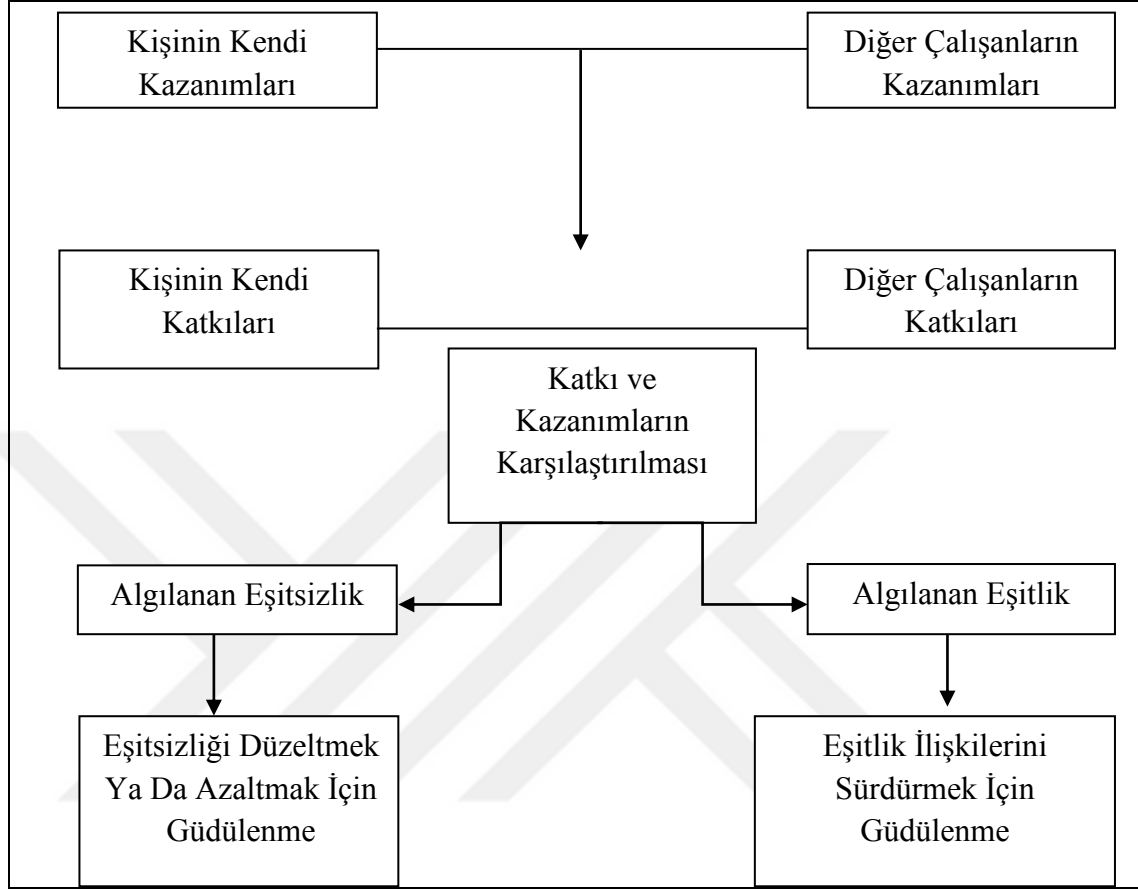 Kişinin Kendi
Kazanımları
Diğer Çalışanların
Kazanımları
Kişinin Kendi
Katkıları
Diğer Çalışanların
Katkıları
Katkı ve
Kazanımların
Karşılaştırılması
Algılanan Eşitsizlik
Algılanan Eşitlik
Eşitsizliği Düzeltmek
Ya Da Azaltmak İçin
Güdülenme
Eşitlik İlişkilerini
Sürdürmek İçin
Güdülenme